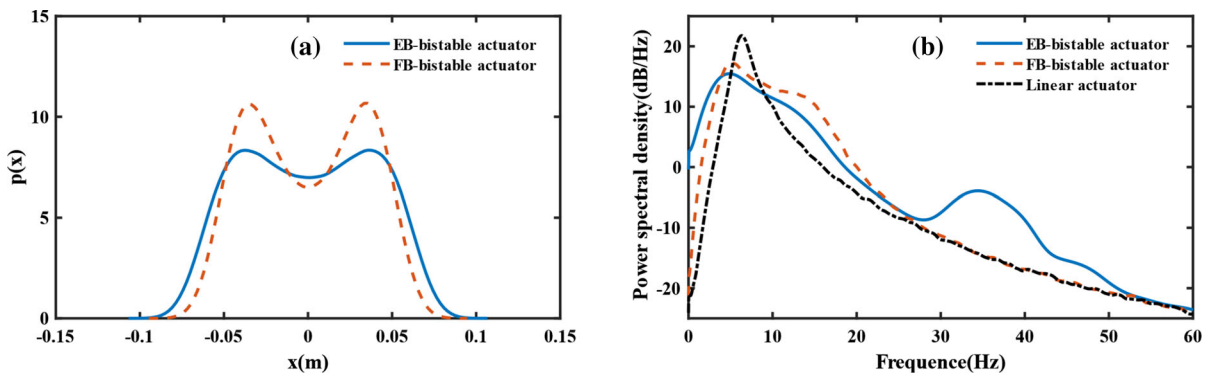 15
10
5
0
p(x)
(a)
EB-bistable actuator
FB-bistable actuator
-0.15 -0.1 -0.05 0 0.05 0.1 0.15
x(m)
20
10
0
-10
-20
Power spectral density(dB/Hz)
(b)
EB-bistable actuator
FB-bistable actuator
Linear actuator
0 10 20 30 40 50 60
Frequence(Hz)